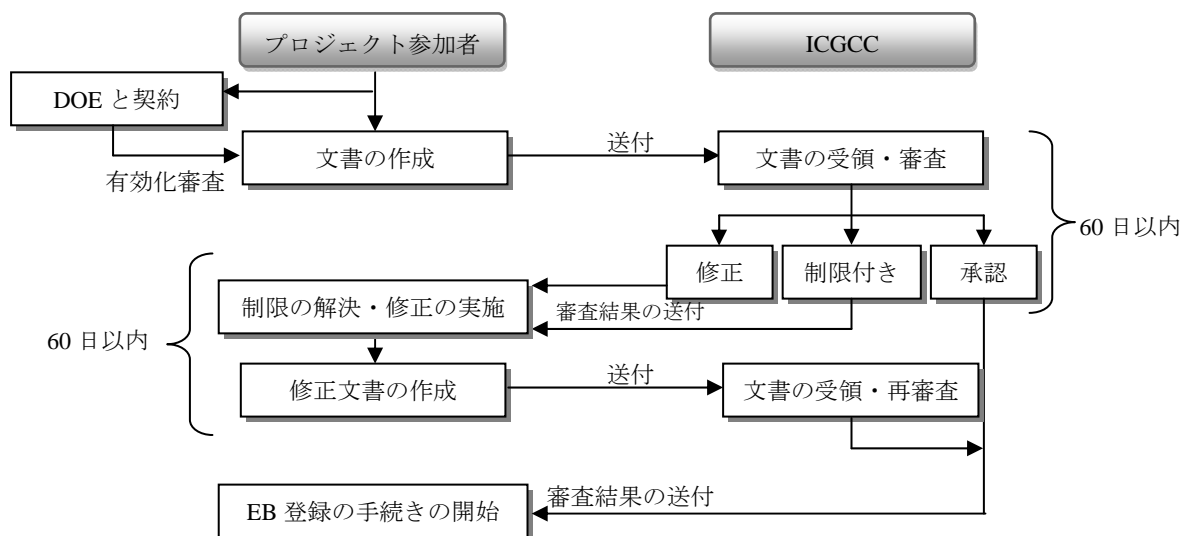 プロジェクト参加者
ICGCC
DOE と契約
文書の作成
送付
文書の受領・審査
有効化審査
60 日以内
修正
制限付き
承認
制限の解決・修正の実施
審査結果の送付
60 日以内
修正文書の作成
送付
文書の受領・再審査
審査結果の送付
EB 登録の手続きの開始